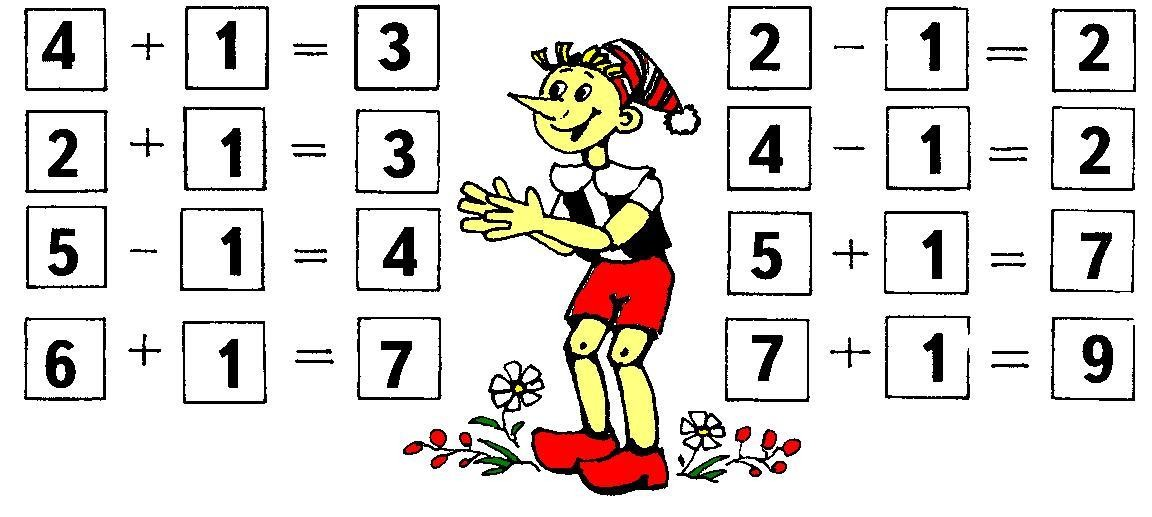 4 + 1 = 3
2 + 1 = 3
5 - 1 = 4
6 + 1 = 7
2 - 1 = 2
4 - 1 = 2
5 + 1 = 7
7 + 1 = 9